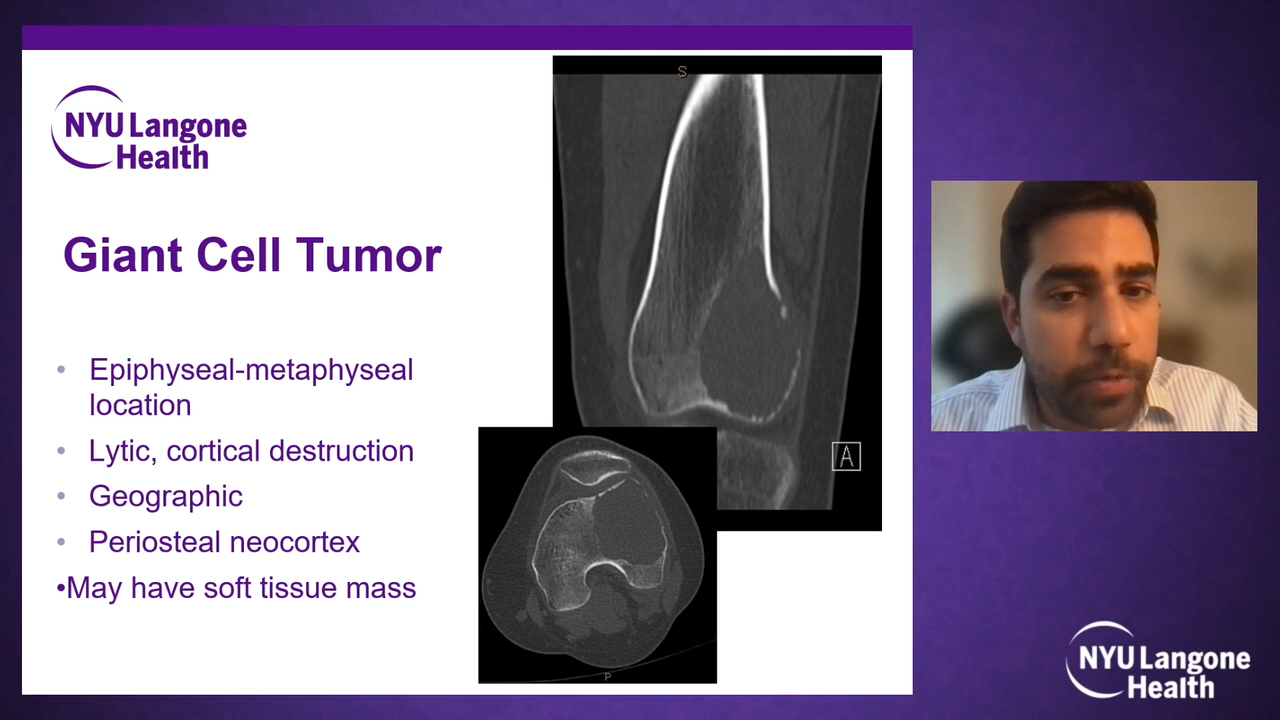 NYU Langone
Health
Giant Cell Tumor
• Epiphyseal-metaphyseal
location
• Lytic, cortical destruction
• Geographic
• Periosteal neocortex
•May have soft tissue mass
S
A
P
NYU Langone
Health